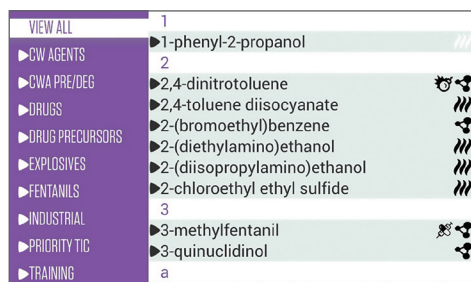 VIEW ALL
CW AGENTS
CWA PRE/DEG
DRUGS
DRUG PRECURSORS
EXPLOSIVES
FENTANILS
INDUSTRIAL
PRIORITY TIC
TRAINING
1
1-phenyl-2-propanol
2
2,4-dinitrotoluene
2,4-toluene diisocyanate
2-(bromoethyl)benzene
2-(diethylamino)ethanol
2-(diisopropylamino)ethanol
2-chloroethyl ethyl sulfide
3
3-methylfentanil
3-quinuclidinol
a